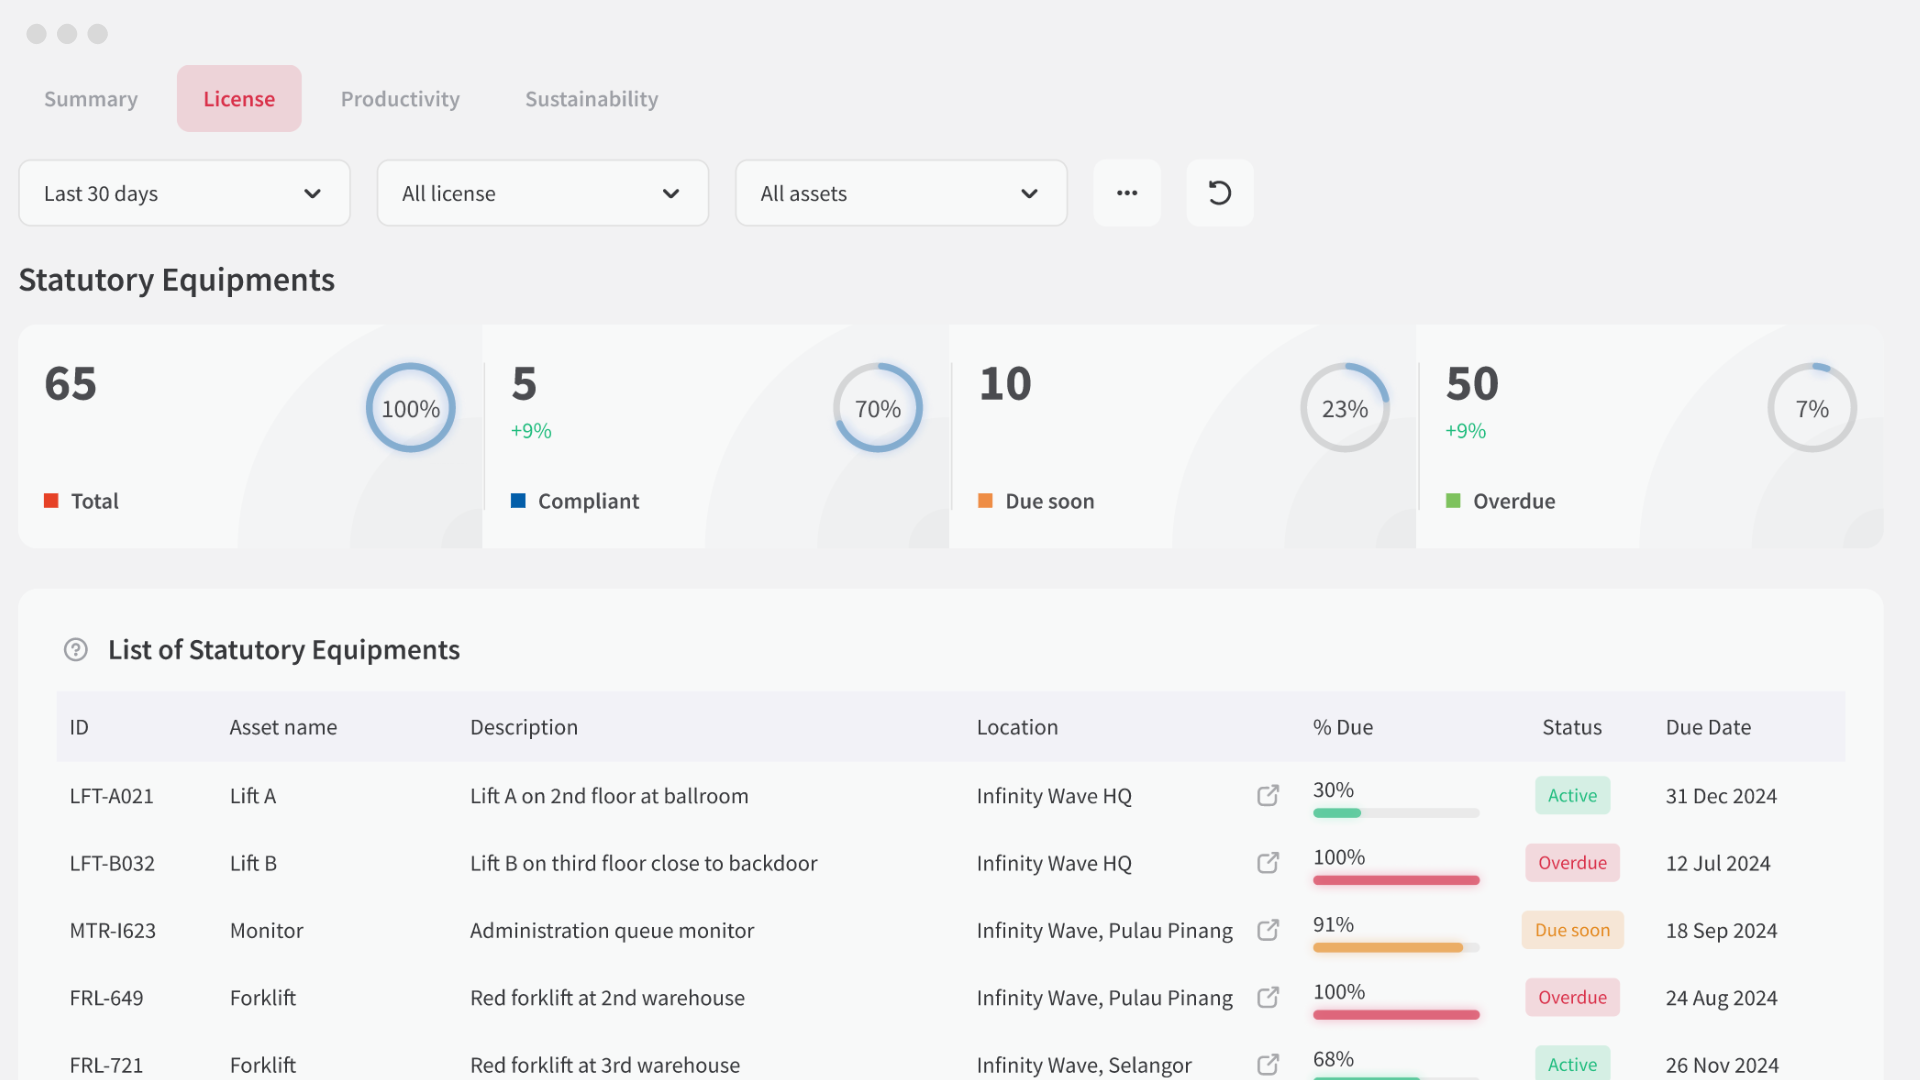 Summary
License
Productivity
Sustainability
Last 30 days
All license
All assets
Statutory Equipments
65
100%
Total
5
+9%
70%
Compliant
10
23%
Due soon
50
+9%
7%
Overdue
List of Statutory Equipments
ID Asset name Description Location % Due Status Due Date
LFT-A021 Lift A Lift A on 2nd floor at ballroom Infinity Wave HQ 30% Active 31 Dec 2024
LFT-B032 Lift B Lift B on third floor close to backdoor Infinity Wave HQ 100% Overdue 12 Jul 2024
MTR-I623 Monitor Administration queue monitor Infinity Wave, Pulau Pinang 91% Due soon 18 Sep 2024
FRL-649 Forklift Red forklift at 2nd warehouse Infinity Wave, Pulau Pinang 100% Overdue 24 Aug 2024
FRL-721 Forklift Red forklift at 3rd warehouse Infinity Wave, Selangor 68% Active 26 Nov 2024